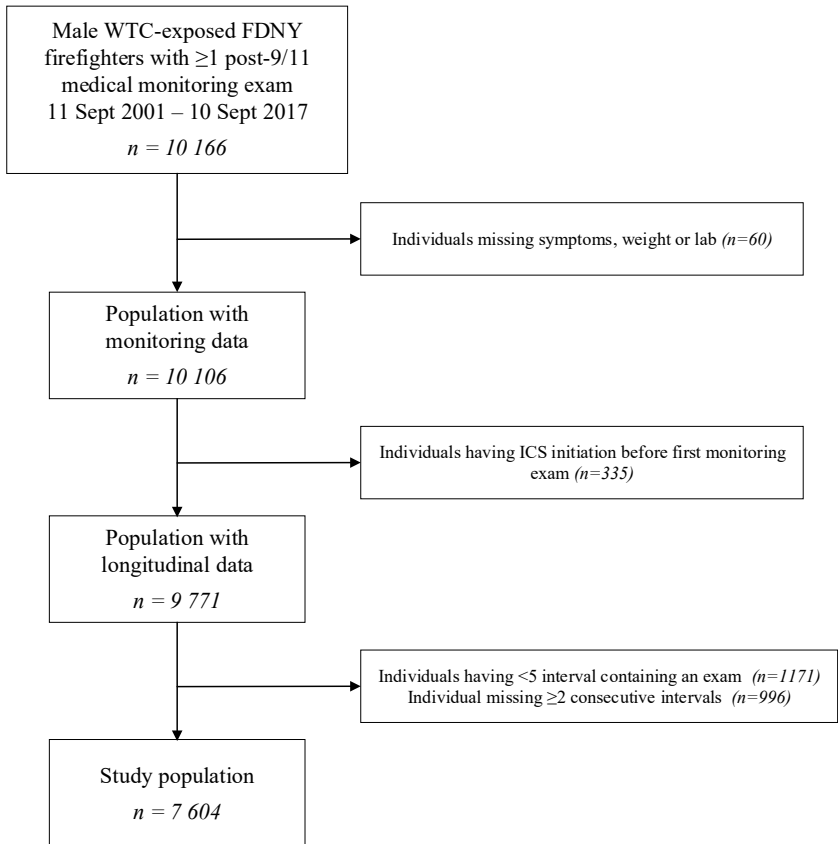 Male WTC-exposed FDNY
firefighters with ≥1 post-9/11
medical monitoring exam
11 Sept 2001 – 10 Sept 2017
n = 10 166
Individuals missing symptoms, weight or lab (n=60)
Population with
monitoring data
n = 10 106
Individuals having ICS initiation before first monitoring
exam (n=335)
Population with
longitudinal data
n = 9 771
Individuals having <5 interval containing an exam (n=1171)
Individual missing ≥2 consecutive intervals (n=996)
Study population
n = 7 604